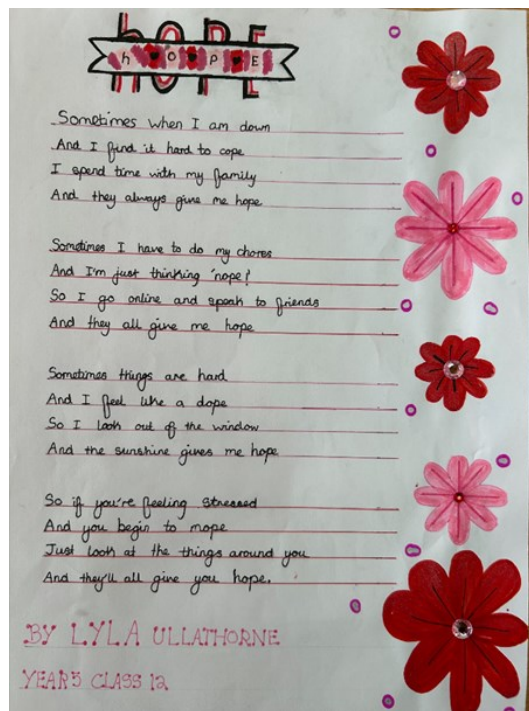 HOPE
hOPE
Sometimes when I am down
And I find it hard to cope
I spend time with my family
And they always give me hope
Sometimes I have to do my chores
And I'm just thinking 'nope!
So I go online and speak to friends
And they all give me hope
Sometimes things are hard
And I feel like a dope
So I look out of the window
And the sunshine gives me hope
So if you're feeling stressed
And you begin to mope
Just look at the things around you
And they'll all give you hope.
BY LYLA ULLATHORNE
YEAR5 CLASS 12